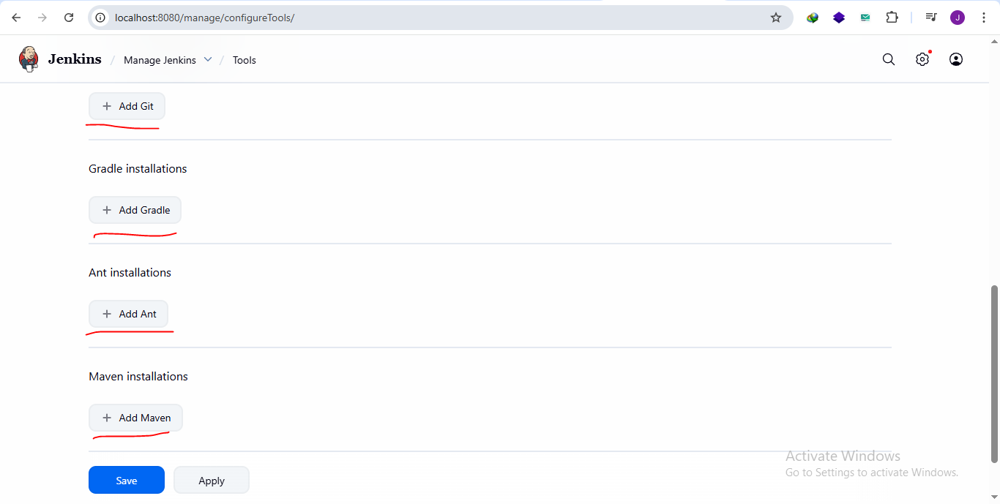 localhost:8080/manage/configureTools/
J
Jenkins / Manage Jenkins / Tools
+ Add Git
Gradle installations
+ Add Gradle
Ant installations
+ Add Ant
Maven installations
+ Add Maven
Activate Windows
Go to Settings to activate Windows.
Save Apply